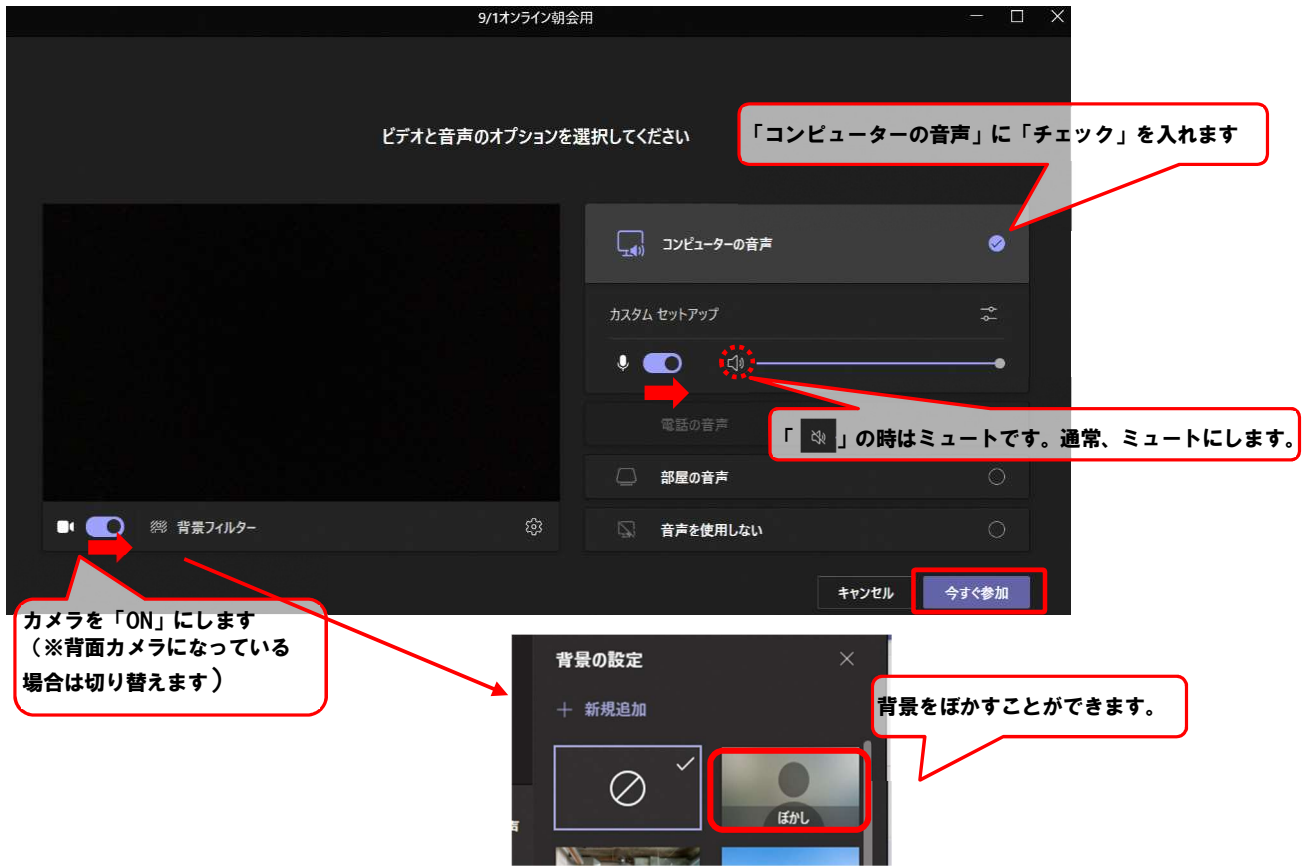 9/1オンライン朝会用
ビデオと音声のオプションを選択してください
「コンピューターの音声」に「チェック」を入れます
コンピューターの音声
カスタム セットアップ
電話の音声
「 」の時はミュートです。通常、ミュートにします。
部屋の音声
背景フィルター
音声を使用しない
キャンセル
今すぐ参加
カメラを「ON」にします
（※背面カメラになっている
場合は切り替えます）
背景の設定
新規追加
背景をぼかすことができます。
ぼかし